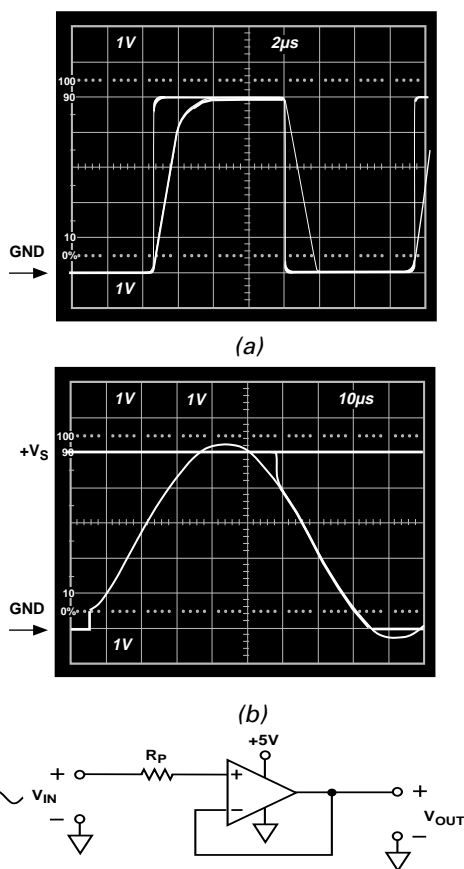 1V 2µs
100
90
10
0%
GND
1V
(a)
1V 1V 10µs
+VS
100
90
10
0%
GND
1V
(b)
+5V
RP
+ + +
VIN
– – –
VOUT